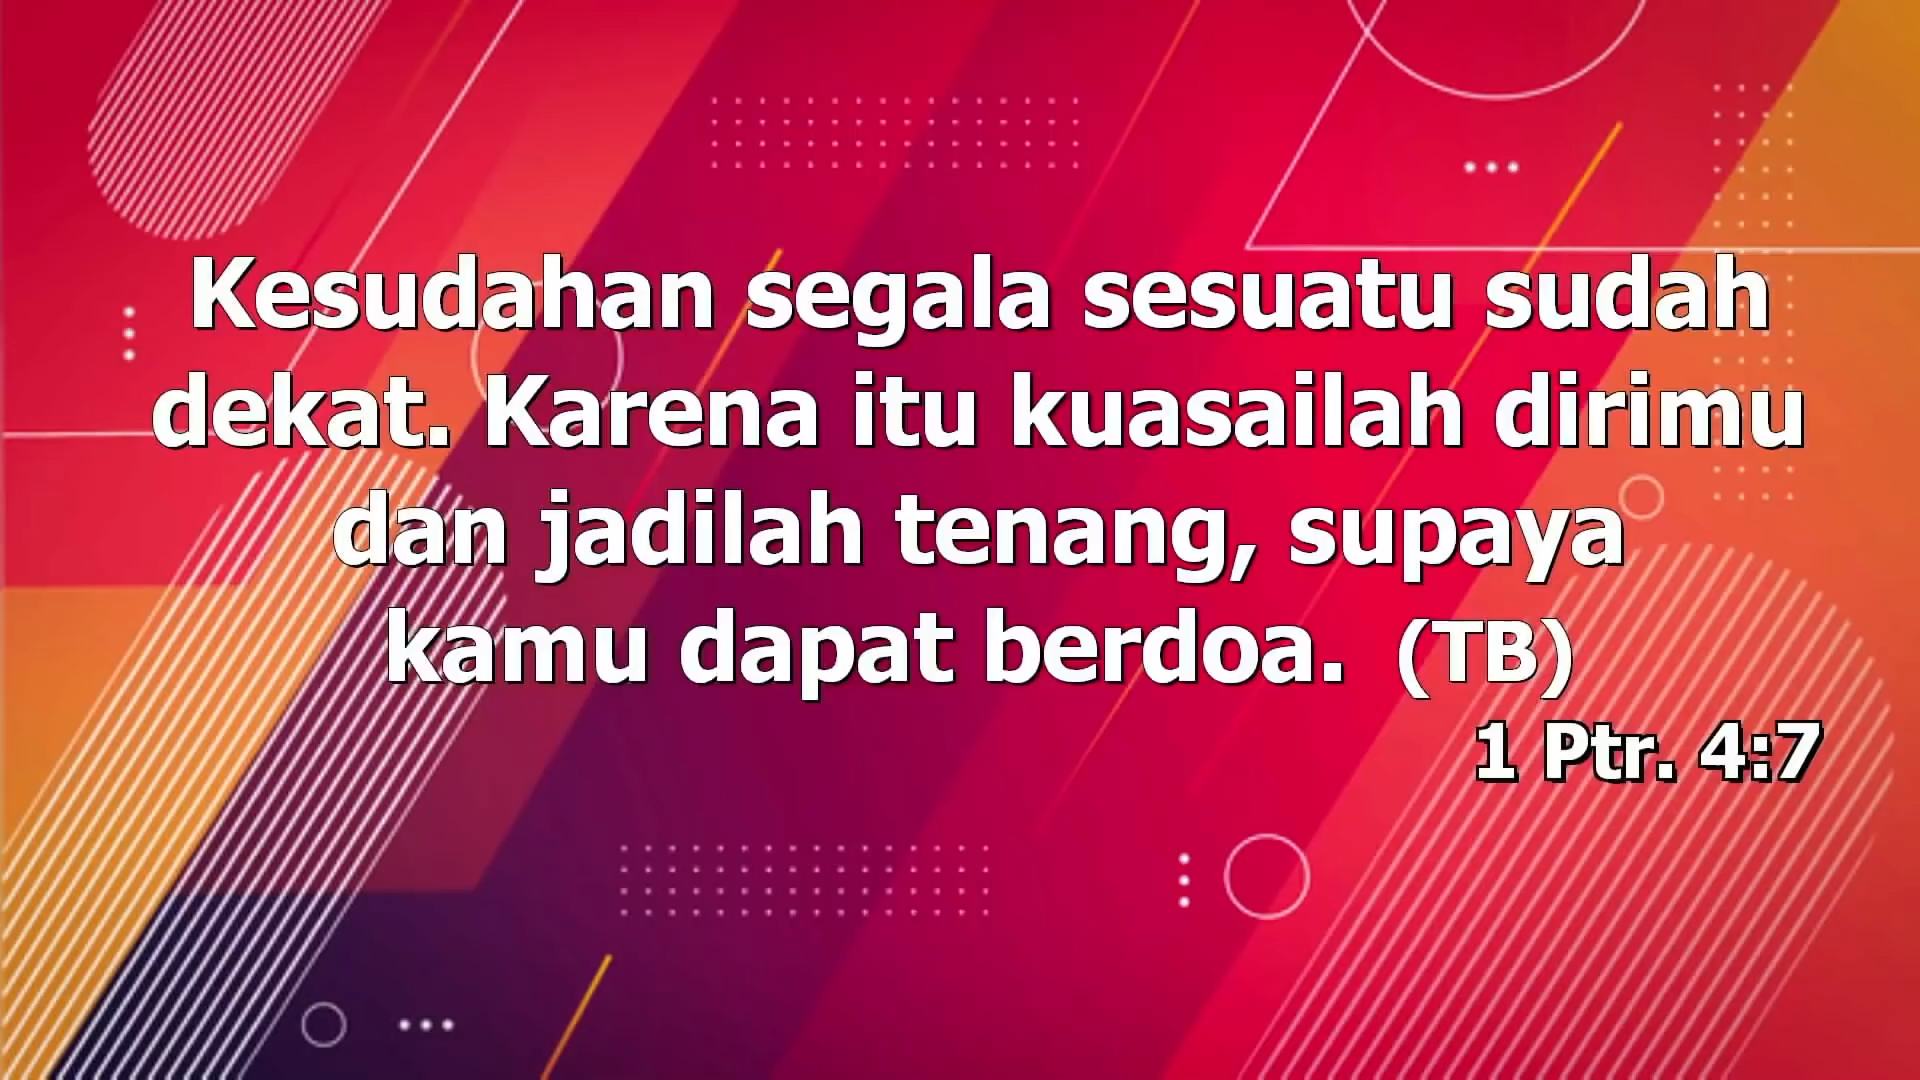 Kesudahan segala sesuatu sudah
dekat. Karena itu kuasailah dirimu
dan jadilah tenang, supaya
kamu dapat berdoa. (TB)
1 Ptr. 4:7